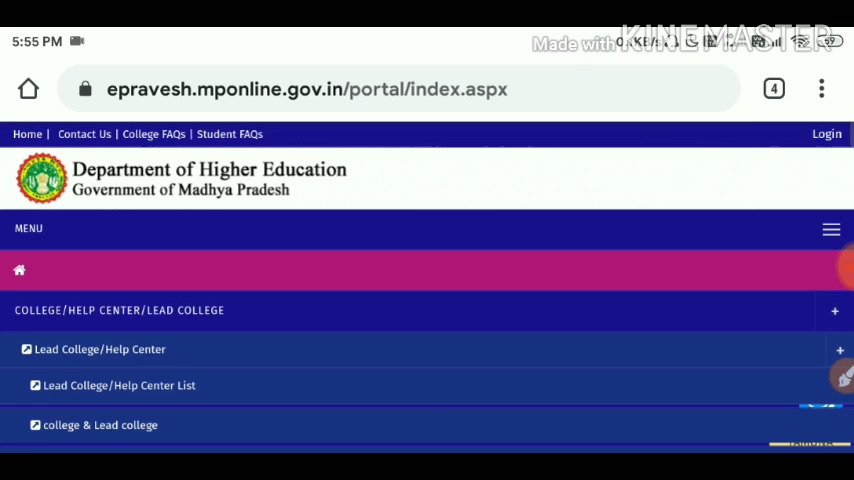 5:55 PM
Made with KINEMASTER
epravesh.mponline.gov.in/portal/index.aspx
4
Home | Contact Us | College FAQs | Student FAQs
Login
Department of Higher Education
Government of Madhya Pradesh
MENU
COLLEGE/HELP CENTER/LEAD COLLEGE +
Lead College/Help Center +
Lead College/Help Center List
college & Lead college